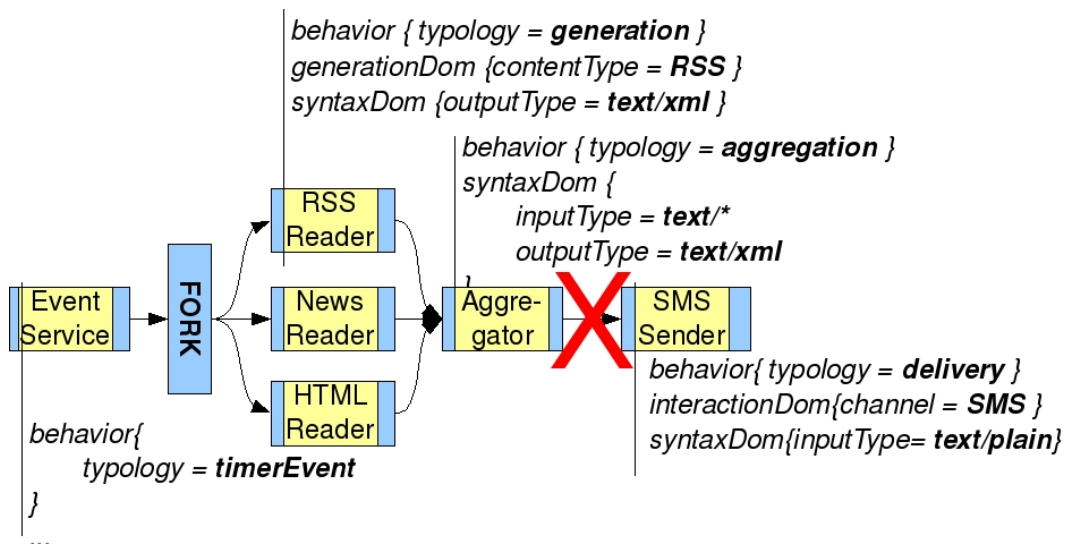 behavior { typology = generation }
generationDom {contentType = RSS }
syntaxDom {outputType = text/xml }
behavior { typology = aggregation }
syntaxDom {
inputType = text/*
outputType = text/xml
}
RSS
Reader
Event
Service
FORK
News
Reader
Aggre-
gator
SMS
Sender
HTML
Reader
behavior{ typology = delivery }
interactionDom{channel = SMS }
syntaxDom{inputType= text/plain}
behavior{
typology = timerEvent
}
...